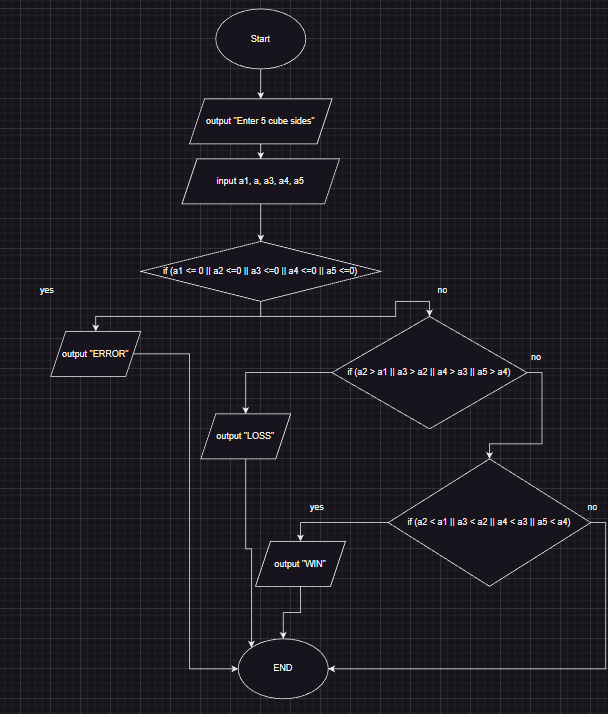 Start
output "Enter 5 cube sides"
input a1, a, a3, a4, a5
if (a1 <= 0 || a2 <=0 || a3 <=0 || a4 <=0 || a5 <=0)
yes
no
output "ERROR"
no
if (a2 > a1 || a3 > a2 || a4 > a3 || a5 > a4)
output "LOSS"
yes
no
if (a2 < a1 || a3 < a2 || a4 < a3 || a5 < a4)
output "WIN"
END